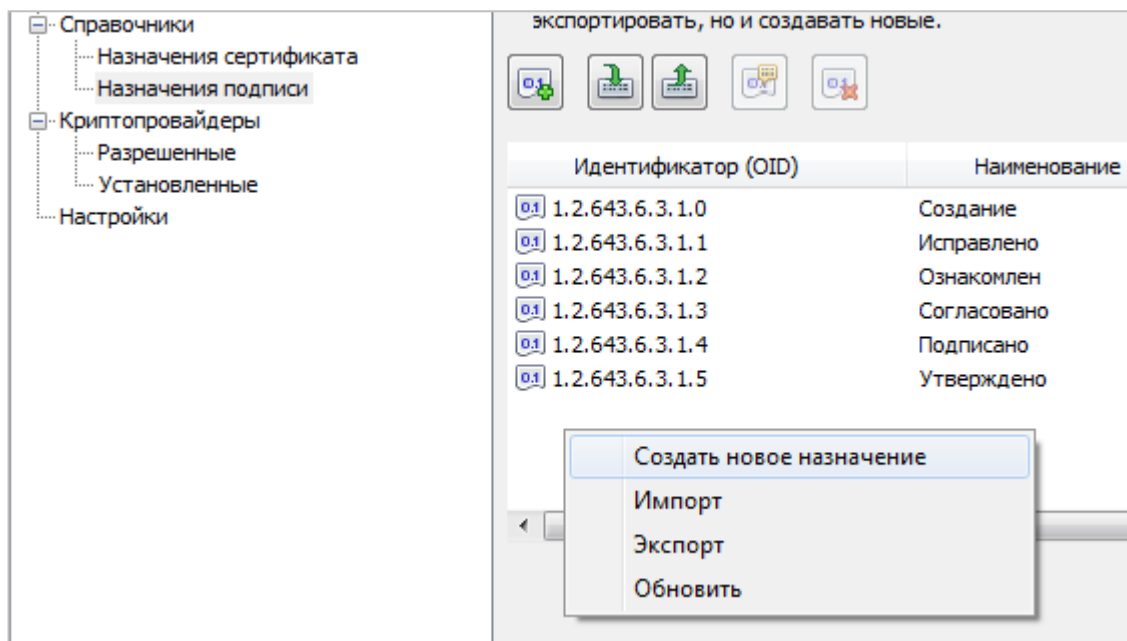 Справочники
Назначения сертификата
Назначения подписи
Криптопровайдеры
Разрешенные
Установленные
Настройки
экспортировать, но и создавать новые.
Идентификатор (OID) Наименование
1.2.643.6.3.1.0 Создание
1.2.643.6.3.1.1 Исправлено
1.2.643.6.3.1.2 Ознакомлен
1.2.643.6.3.1.3 Согласовано
1.2.643.6.3.1.4 Подписано
1.2.643.6.3.1.5 Утверждено
Создать новое назначение
Импорт
Экспорт
Обновить